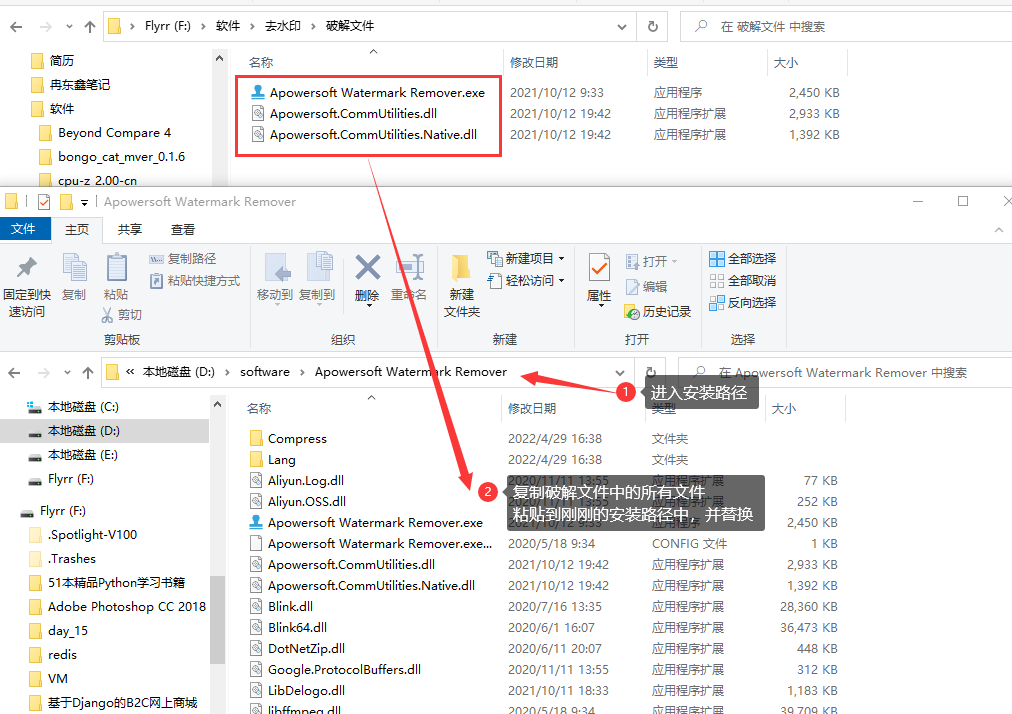 Flyrr (F:) › 软件 › 去水印 › 破解文件
在 破解文件 中搜索
名称 修改日期 类型 大小
简历
冉东鑫笔记
软件
Beyond Compare 4
bongo_cat_mver_0.1.6
cpu-z_2.00-cn
Apowersoft Watermark Remover.exe 2021/10/12 9:33 应用程序 2,450 KB
Apowersoft.CommUtilities.dll 2021/10/12 19:42 应用程序扩展 2,933 KB
Apowersoft.CommUtilities.Native.dll 2021/10/12 19:42 应用程序扩展 1,392 KB
Apowersoft Watermark Remover
文件 主页 共享 查看
固定到快
速访问
复制
粘贴
复制路径
粘贴快捷方式
剪切
剪贴板
移动到
复制到
删除
重命名
组织
新建
文件夹
新建项目
轻松访问
新建
属性
打开
编辑
历史记录
打开
全部选择
全部取消
反向选择
选择
« 本地磁盘 (D:) › software › Apowersoft Watermark Remover
在 Apowersoft Watermark Remover 中搜索
1 进入安装路径
本地磁盘 (C:)
本地磁盘 (D:)
本地磁盘 (E:)
Flyrr (F:)
Flyrr (F:)
.Spotlight-V100
.Trashes
51本精品Python学习书籍
Adobe Photoshop CC 2018
day_15
redis
VM
基于Django的B2C网上商城
名称 修改日期 类型 大小
Compress 2022/4/29 16:38 文件夹
Lang 2022/4/29 16:38 文件夹
Aliyun.Log.dll 2020/11/11 13:55 应用程序扩展 77 KB
2 复制破解文件中的所有文件
粘贴到刚刚的安装路径中，并替换
Aliyun.OSS.dll 2020/11/11 13:55 应用程序扩展 252 KB
Apowersoft Watermark Remover.exe 2021/10/12 9:33 应用程序 2,450 KB
Apowersoft Watermark Remover.exe... 2020/5/18 9:34 CONFIG 文件 1 KB
Apowersoft.CommUtilities.dll 2021/10/12 19:42 应用程序扩展 2,933 KB
Apowersoft.CommUtilities.Native.dll 2021/10/12 19:42 应用程序扩展 1,392 KB
Blink.dll 2020/7/16 13:35 应用程序扩展 28,360 KB
Blink64.dll 2020/6/1 16:07 应用程序扩展 36,473 KB
DotNetZip.dll 2020/6/11 20:07 应用程序扩展 448 KB
Google.ProtocolBuffers.dll 2020/11/11 13:55 应用程序扩展 312 KB
LibDelogo.dll 2021/10/11 18:33 应用程序扩展 1,183 KB
libffmpeg.dll 2020/5/18 9:34 应用程序扩展 39,709 KB